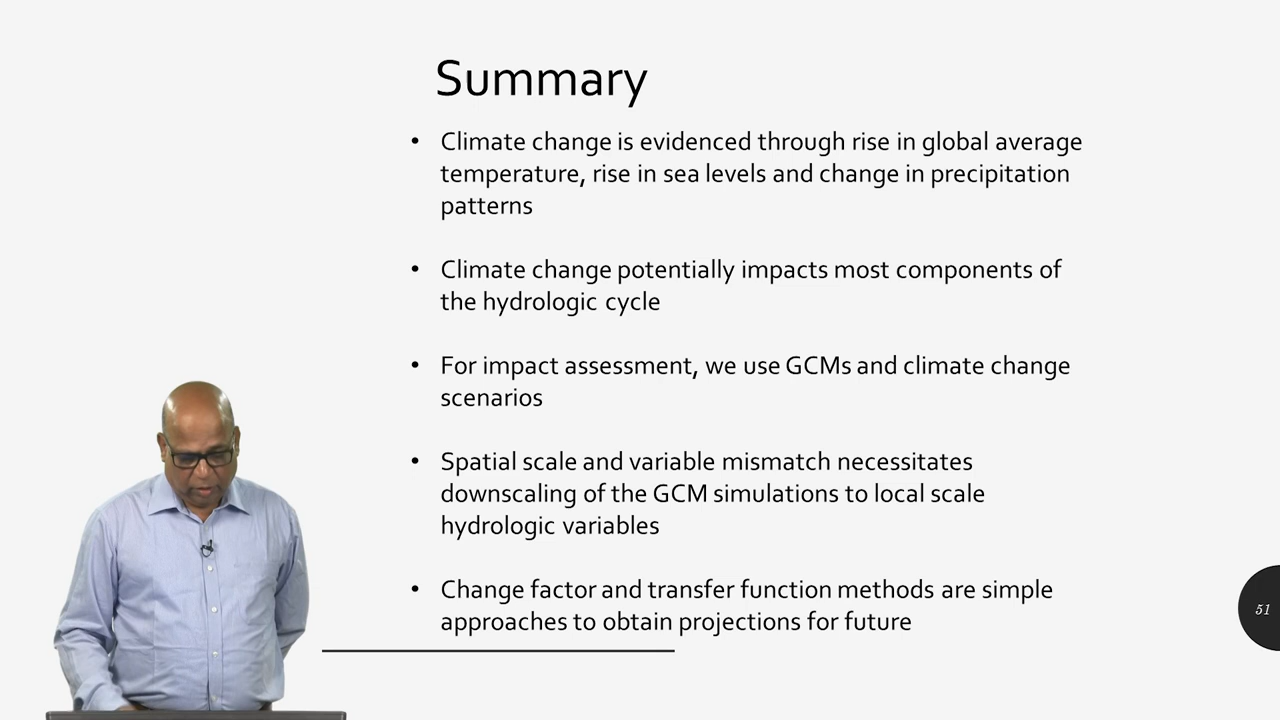 Summary
• Climate change is evidenced through rise in global average
temperature, rise in sea levels and change in precipitation
patterns
• Climate change potentially impacts most components of
the hydrologic cycle
• For impact assessment, we use GCMs and climate change
scenarios
• Spatial scale and variable mismatch necessitates
downscaling of the GCM simulations to local scale
hydrologic variables
• Change factor and transfer function methods are simple
approaches to obtain projections for future
51